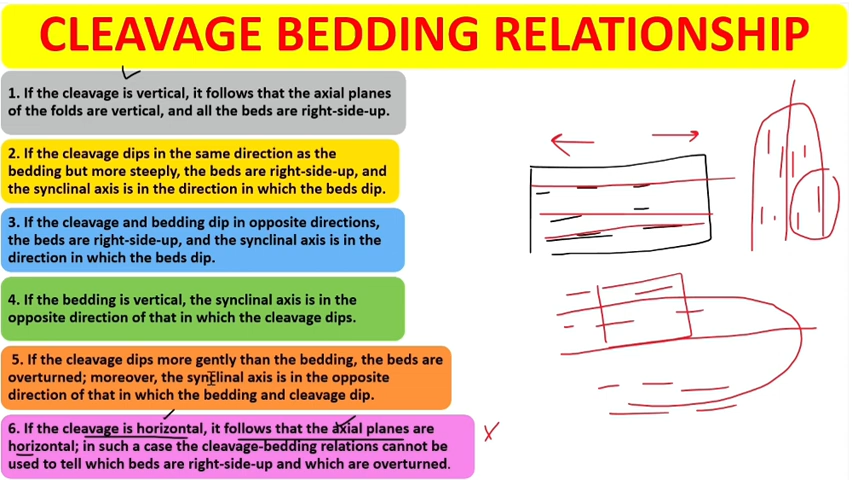 CLEAVAGE BEDDING RELATIONSHIP
1. If the cleavage is vertical, it follows that the axial planes
of the folds are vertical, and all the beds are right-side-up.
2. If the cleavage dips in the same direction as the
bedding but more steeply, the beds are right-side-up, and
the synclinal axis is in the direction in which the beds dip.
3. If the cleavage and bedding dip in opposite directions,
the beds are right-side-up, and the synclinal axis is in the
direction in which the beds dip.
4. If the bedding is vertical, the synclinal axis is in the
opposite direction of that in which the cleavage dips.
5. If the cleavage dips more gently than the bedding, the beds are
overturned; moreover, the synclinal axis is in the opposite
direction of that in which the bedding and cleavage dip.
6. If the cleavage is horizontal, it follows that the axial planes are
horizontal; in such a case the cleavage-bedding relations cannot be
used to tell which beds are right-side-up and which are overturned.